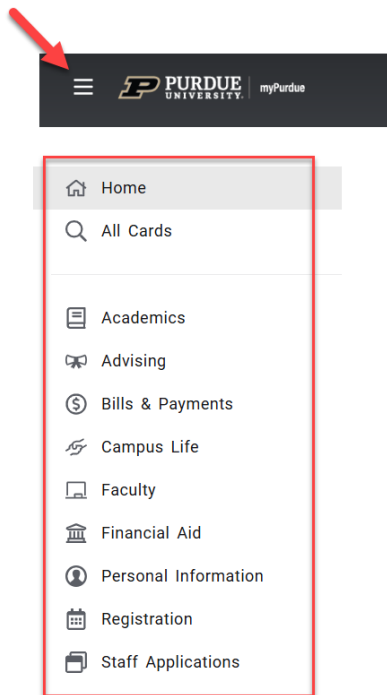 PURDUE
UNIVERSITY.
myPurdue
Home
All Cards
Academics
Advising
Bills & Payments
Campus Life
Faculty
Financial Aid
Personal Information
Registration
Staff Applications